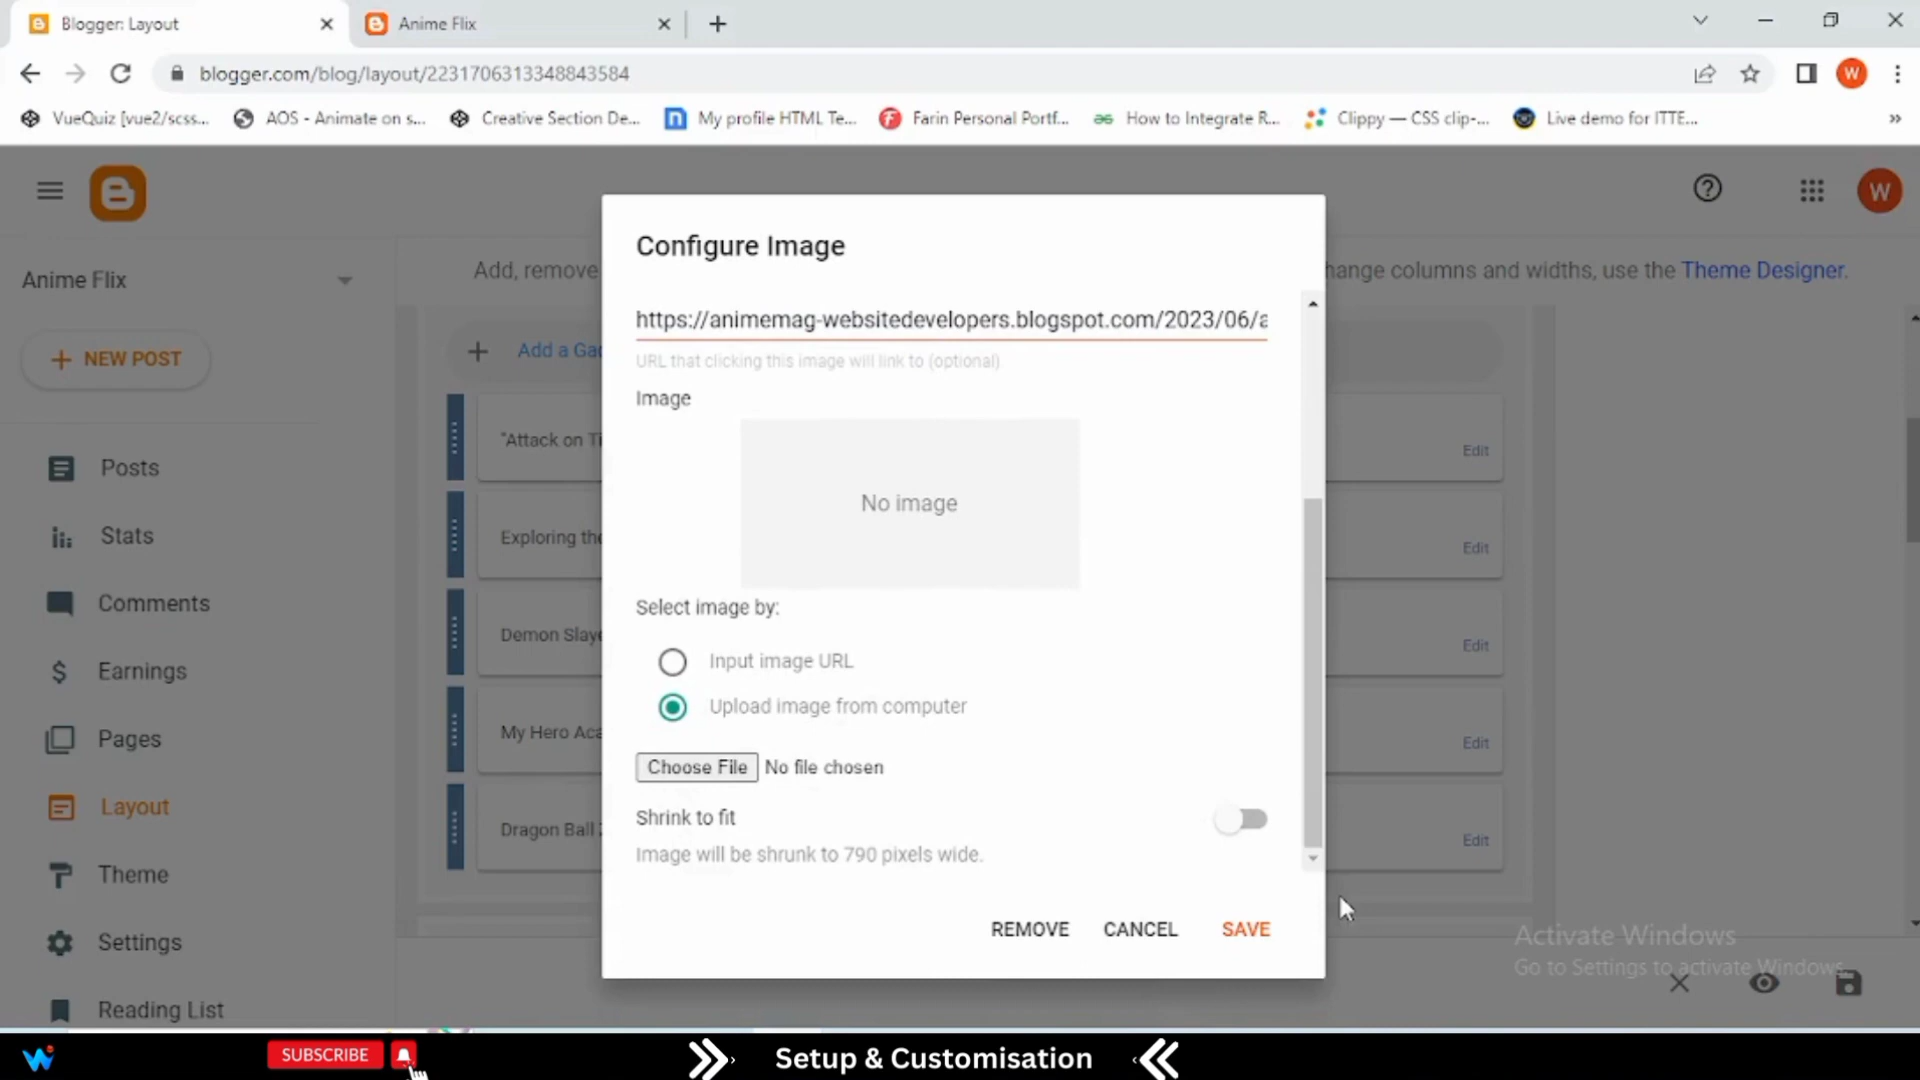 Blogger: Layout
Anime Flix
blogger.com/blog/layout/2231706313348843584
W
VueQuiz [vue2/scss...
AOS - Animate on s...
Creative Section De...
My profile HTML Te...
Farin Personal Portf...
How to Integrate R...
Clippy — CSS clip-...
Live demo for ITTE...
W
Anime Flix
Add, remove
hange columns and widths, use the Theme Designer.
NEW POST
Posts
Stats
Comments
Earnings
Pages
Layout
Theme
Settings
Reading List
Add a Gad
"Attack on Ti
Edit
Exploring the
Edit
Demon Slaye
Edit
My Hero Aca
Edit
Dragon Ball
Edit
Configure Image
https://animemag-websitedevelopers.blogspot.com/2023/06/a
URL that clicking this image will link to (optional)
Image
No image
Select image by:
Input image URL
Upload image from computer
Choose File No file chosen
Shrink to fit
Image will be shrunk to 790 pixels wide.
REMOVE CANCEL SAVE
Activate Windows
Go to Settings to activate Windows.
SUBSCRIBE
Setup & Customisation